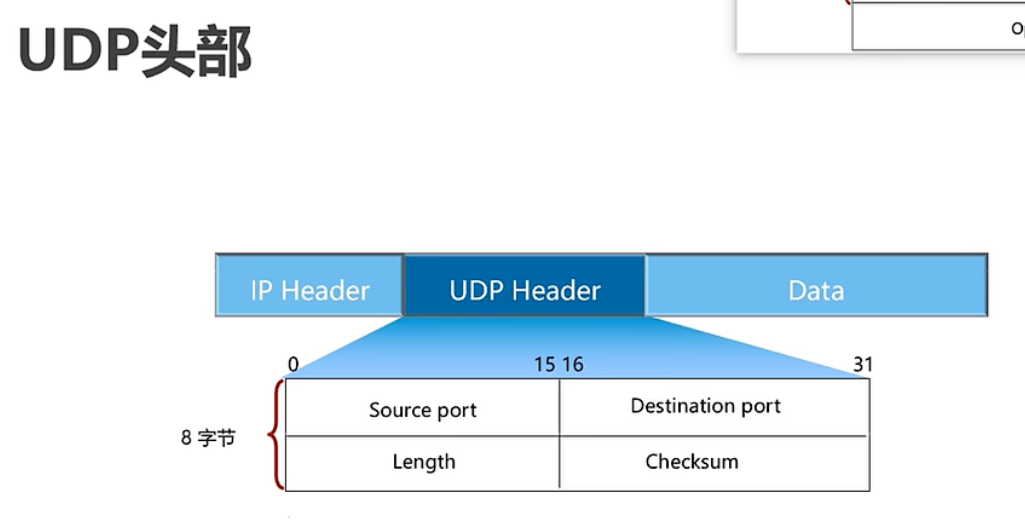 UDP头部
IP Header UDP Header Data
0 15 16 31
Source port Destination port
8 字节
Length Checksum